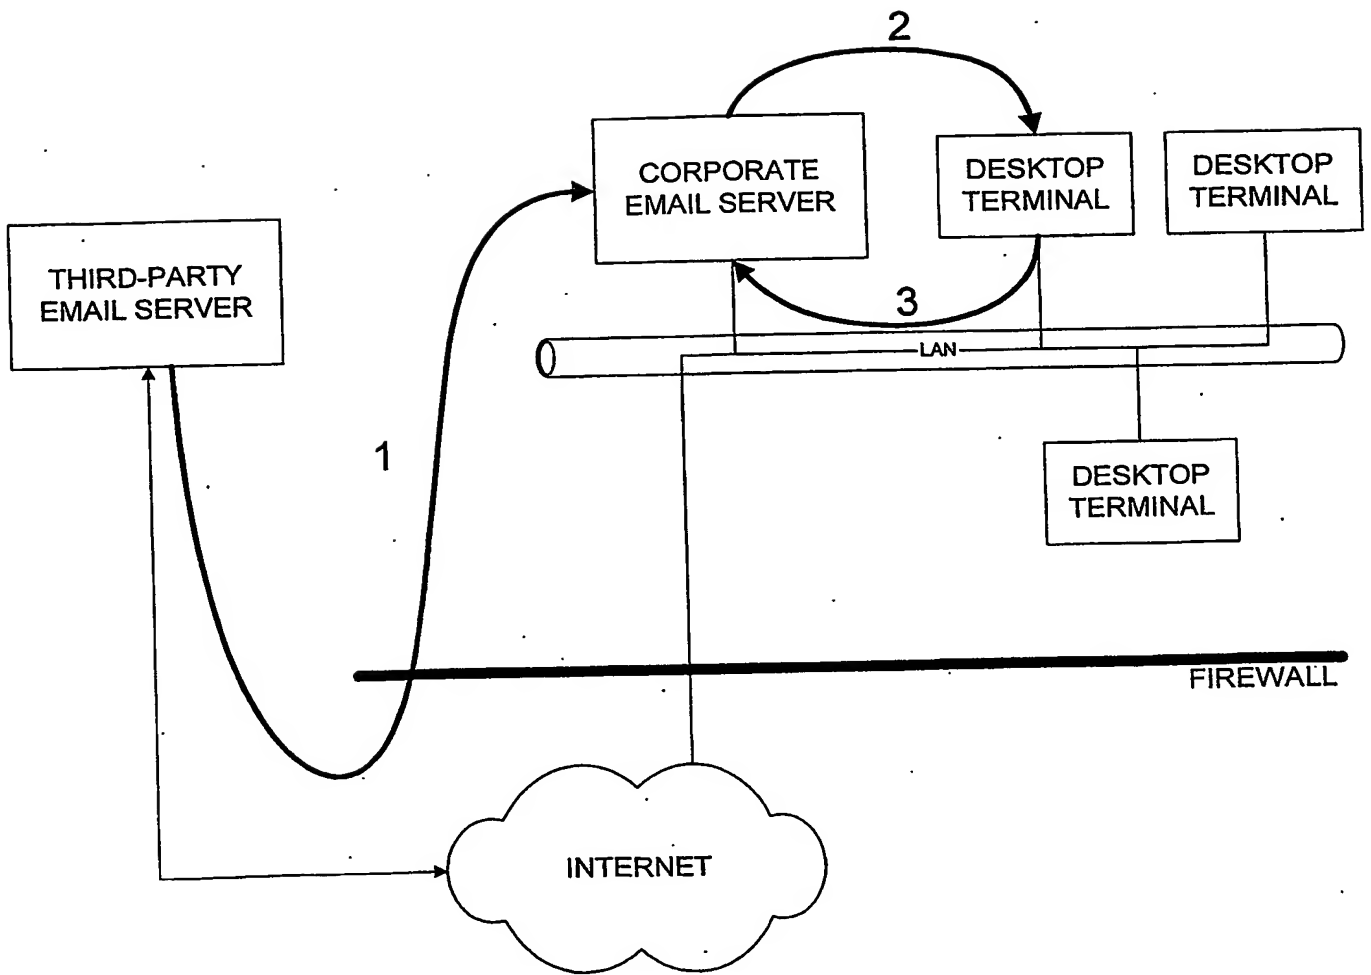 2
CORPORATE
EMAIL SERVER
DESKTOP
TERMINAL
DESKTOP
TERMINAL
THIRD-PARTY
EMAIL SERVER
3
LAN
1
DESKTOP
TERMINAL
FIREWALL
INTERNET